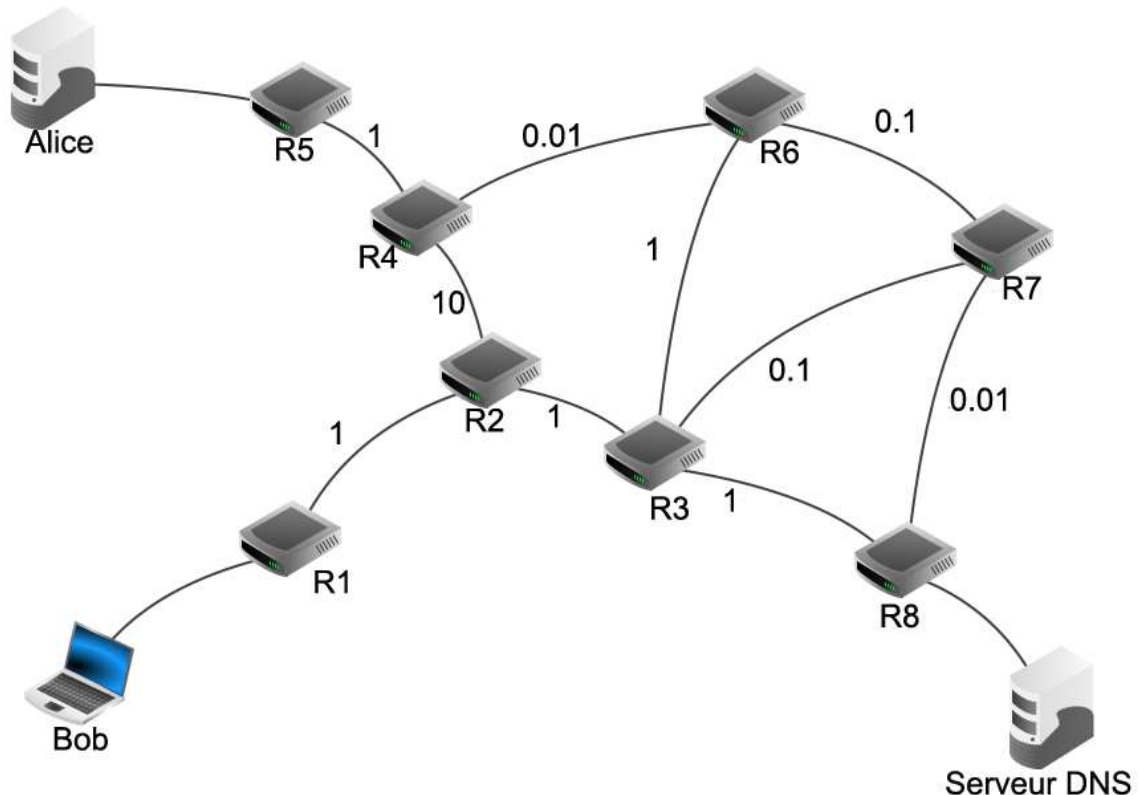 Alice
R5
1
0.01
R6
0.1
R4
1
R7
10
0.1
R2
1
1
0.01
R3
1
R1
R8
Bob
Serveur DNS